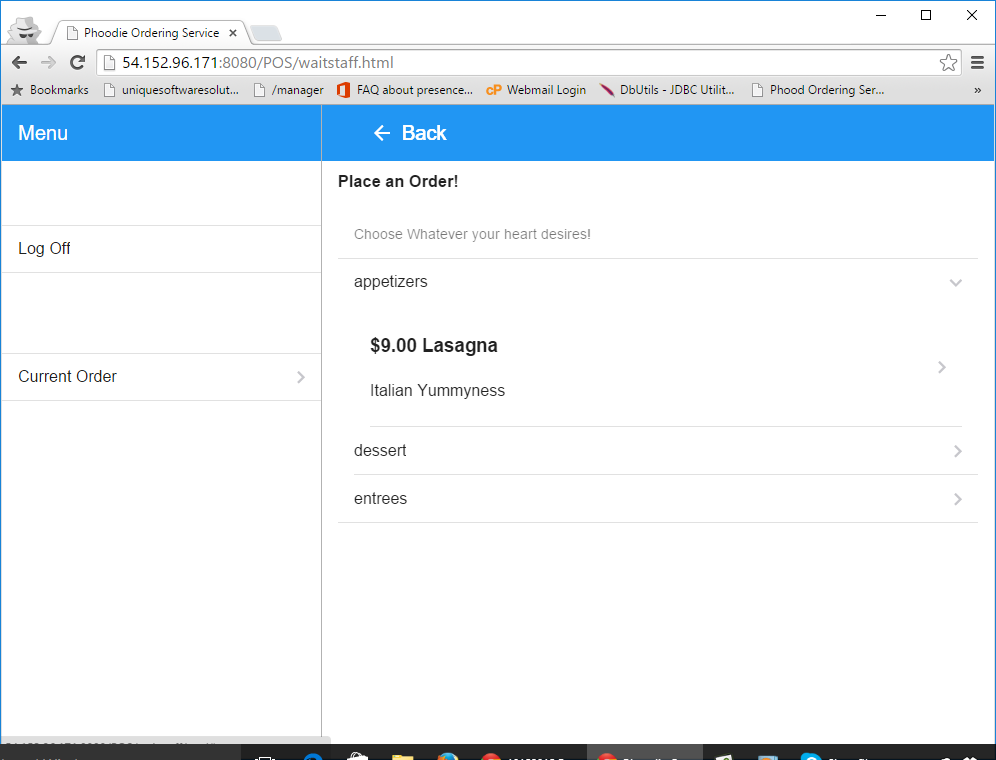 Phoodie Ordering Service
54.152.96.171:8080/POS/waitstaff.html
Bookmarks uniquesoftwaresolut... /manager FAQ about presence... cP Webmail Login DbUtils - JDBC Utilit... Phood Ordering Ser... »
Menu
Back
Place an Order!
Choose Whatever your heart desires!
Log Off
appetizers
$9.00 Lasagna
Current Order
Italian Yummyness
dessert
entrees